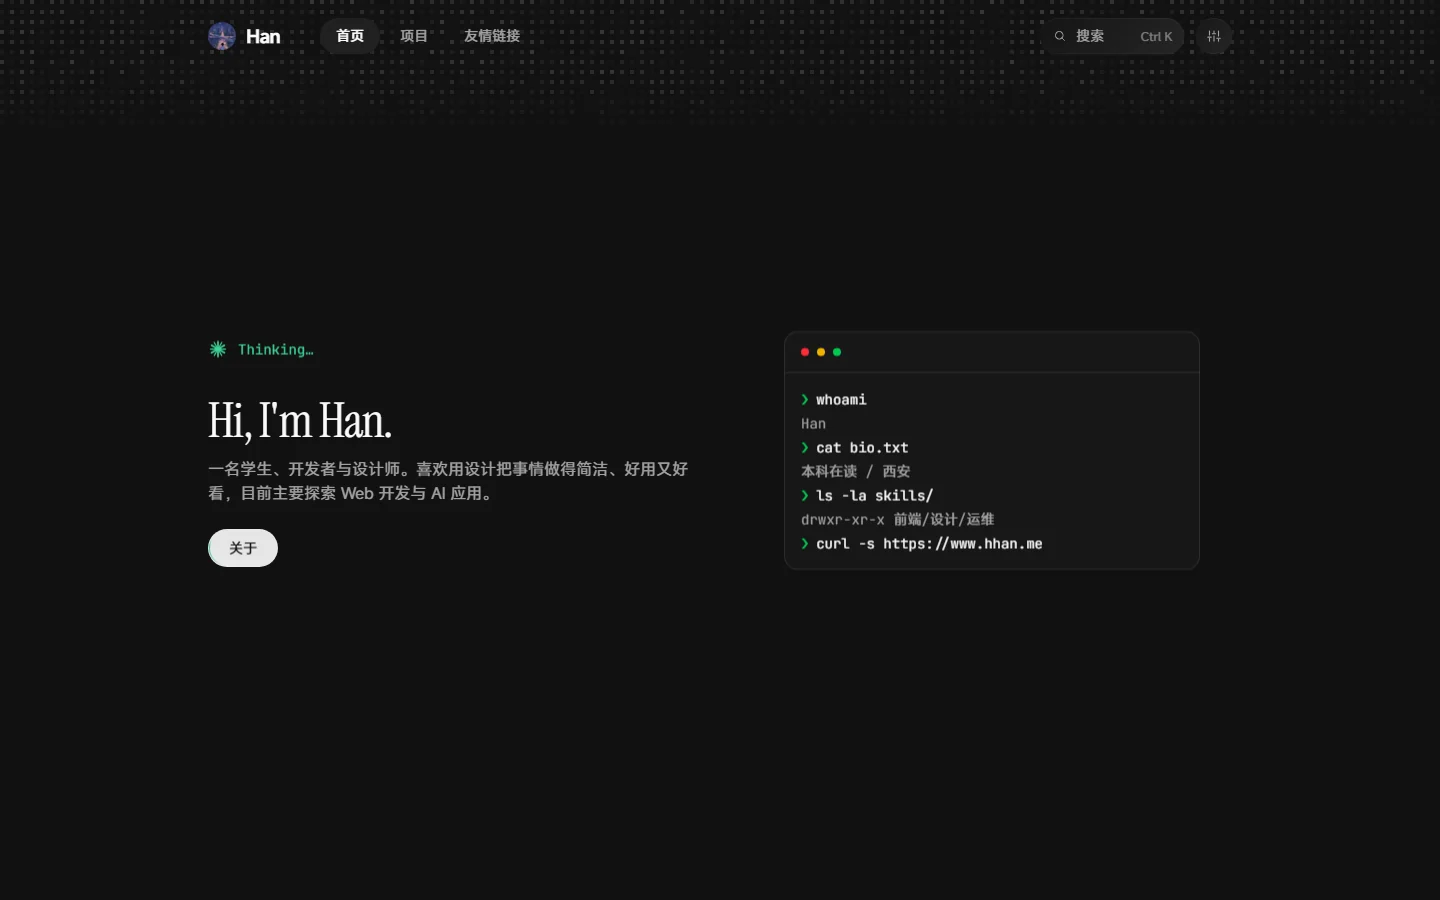 Han
首页
项目
友情链接
搜索
Ctrl K
Thinking…
Hi, I'm Han.
一名学生、开发者与设计师。喜欢用设计把事情做得简洁、好用又好
看，目前主要探索 Web 开发与 AI 应用。
关于
❯ whoami
Han
❯ cat bio.txt
本科在读 / 西安
❯ ls -la skills/
drwxr-xr-x 前端/设计/运维
❯ curl -s https://www.hhan.me